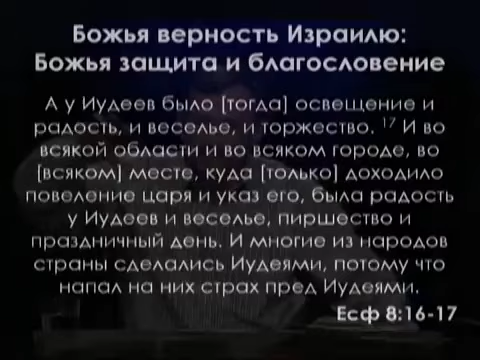 Божья верность Израилю:
Божья защита и благословение
А у Иудеев было [тогда] освещение и
радость, и веселье, и торжество. 17 И во
всякой области и во всяком городе, во
[всяком] месте, куда [только] доходило
повеление царя и указ его, была радость
у Иудеев и веселье, пиршество и
праздничный день. И многие из народов
страны сделались Иудеями, потому что
напал на них страх пред Иудеями.
Есф 8:16-17